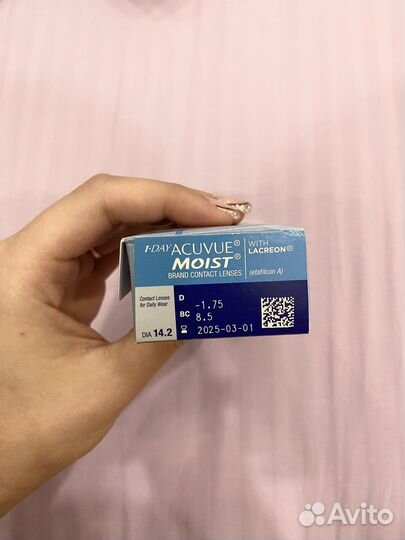 1·DAY ACUVUE®
MOIST®
BRAND CONTACT LENSES
WITH
LACREON®
(etafilcon A)
Contact Lenses
for Daily Wear
DIA 14.2
D -1.75
BC 8.5
2025-03-01
Avito